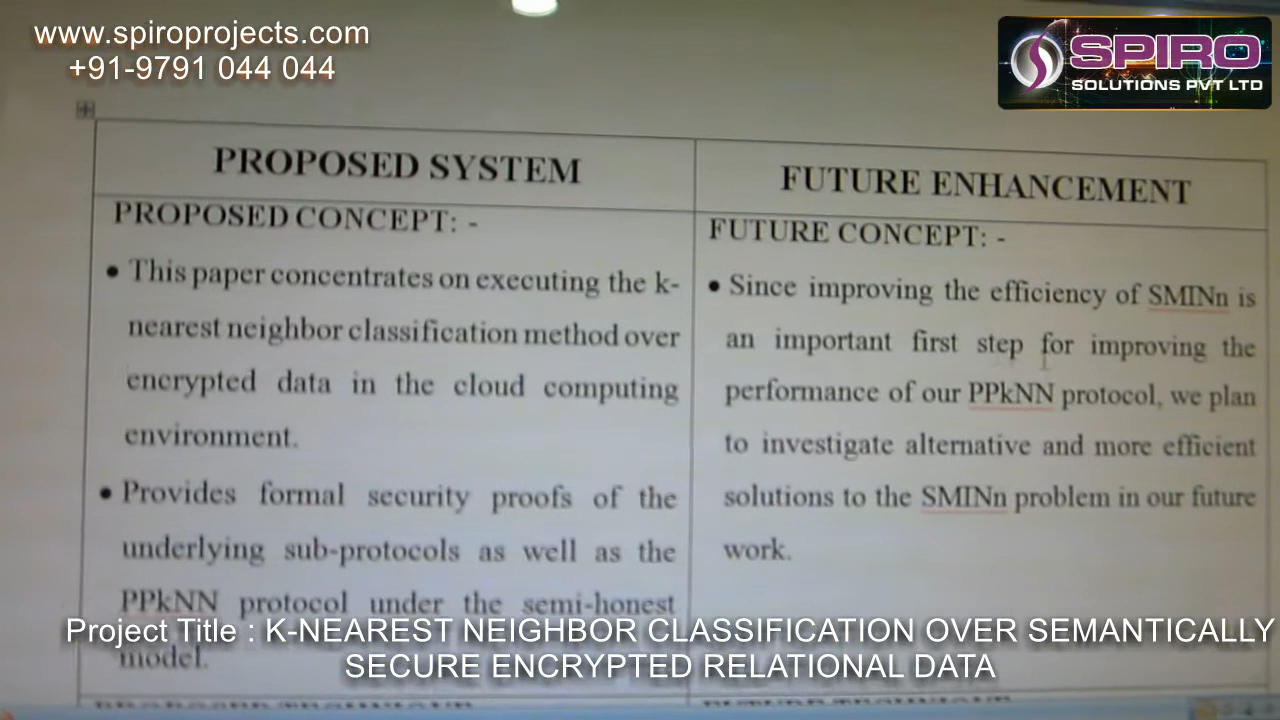 www.spiroprojects.com
+91-9791 044 044
SPIRO
SOLUTIONS PVT LTD
PROPOSED SYSTEM
PROPOSED CONCEPT: -
• This paper concentrates on executing the k-
nearest neighbor classification method over
encrypted data in the cloud computing
environment.
• Provides formal security proofs of the
underlying sub-protocols as well as the
PPkNN protocol under the semi-honest
model.
FUTURE ENHANCEMENT
FUTURE CONCEPT: -
• Since improving the efficiency of SMINn is
an important first step for improving the
performance of our PPkNN protocol, we plan
to investigate alternative and more efficient
solutions to the SMINn problem in our future
work.
Project Title : K-NEAREST NEIGHBOR CLASSIFICATION OVER SEMANTICALLY
SECURE ENCRYPTED RELATIONAL DATA